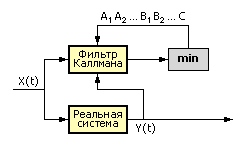 A₁ A₂ ... B₁ B₂ ... C
Фильтр
Каллмана
min
X(t)
Реальная
система
Y(t)